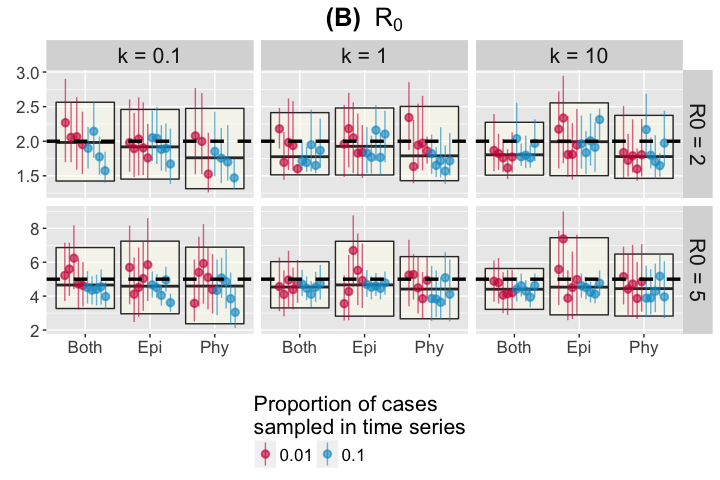 (B) R0
k = 0.1
k = 1
k = 10
3.0
2.5
2.0
1.5
R0 = 2
8
6
4
2
R0 = 5
Both Epi Phy Both Epi Phy Both Epi Phy
Proportion of cases
sampled in time series
0.01 0.1